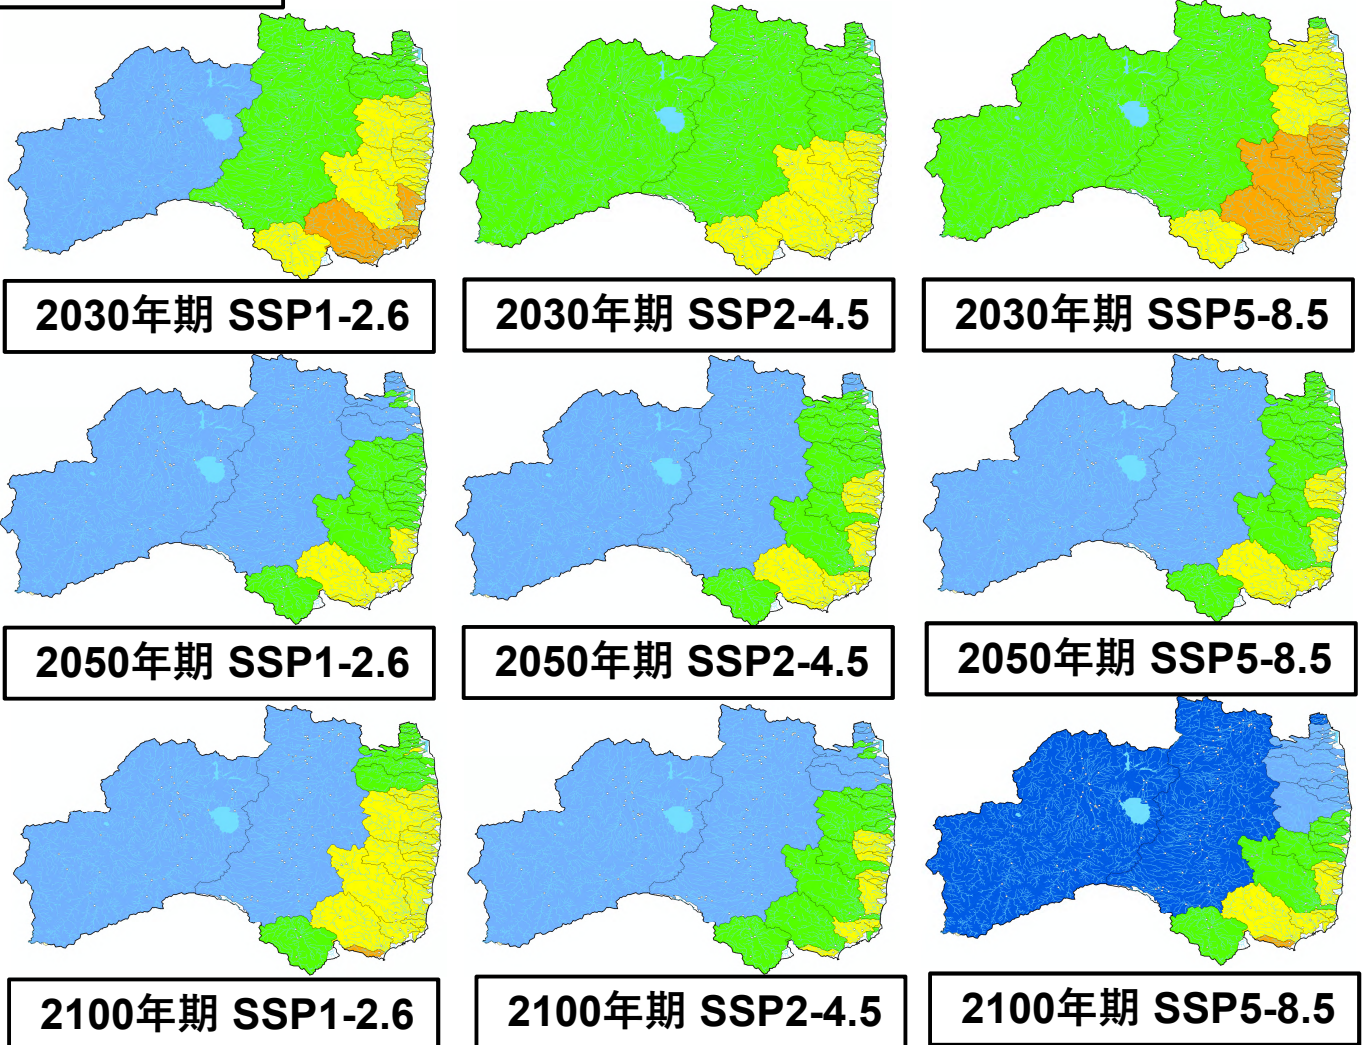 2030年期 SSP1-2.6
2030年期 SSP2-4.5
2030年期 SSP5-8.5
2050年期 SSP1-2.6
2050年期 SSP2-4.5
2050年期 SSP5-8.5
2100年期 SSP1-2.6
2100年期 SSP2-4.5
2100年期 SSP5-8.5